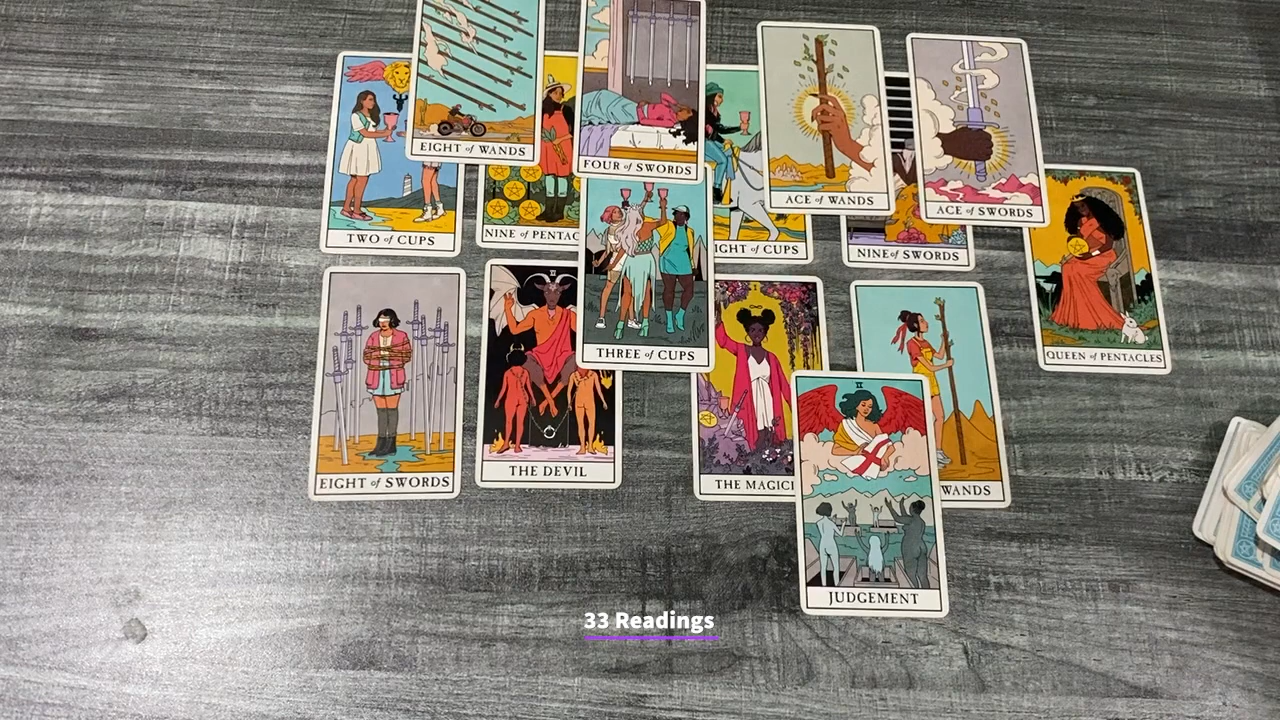 EIGHT of WANDS
FOUR of SWORDS
ACE of WANDS
ACE of SWORDS
TWO of CUPS
NINE of PENTAC
IGHT of CUPS
NINE of SWORDS
THREE of CUPS
QUEEN of PENTACLES
EIGHT of SWORDS
THE DEVIL
THE MAGICI
WANDS
JUDGEMENT
33 Readings